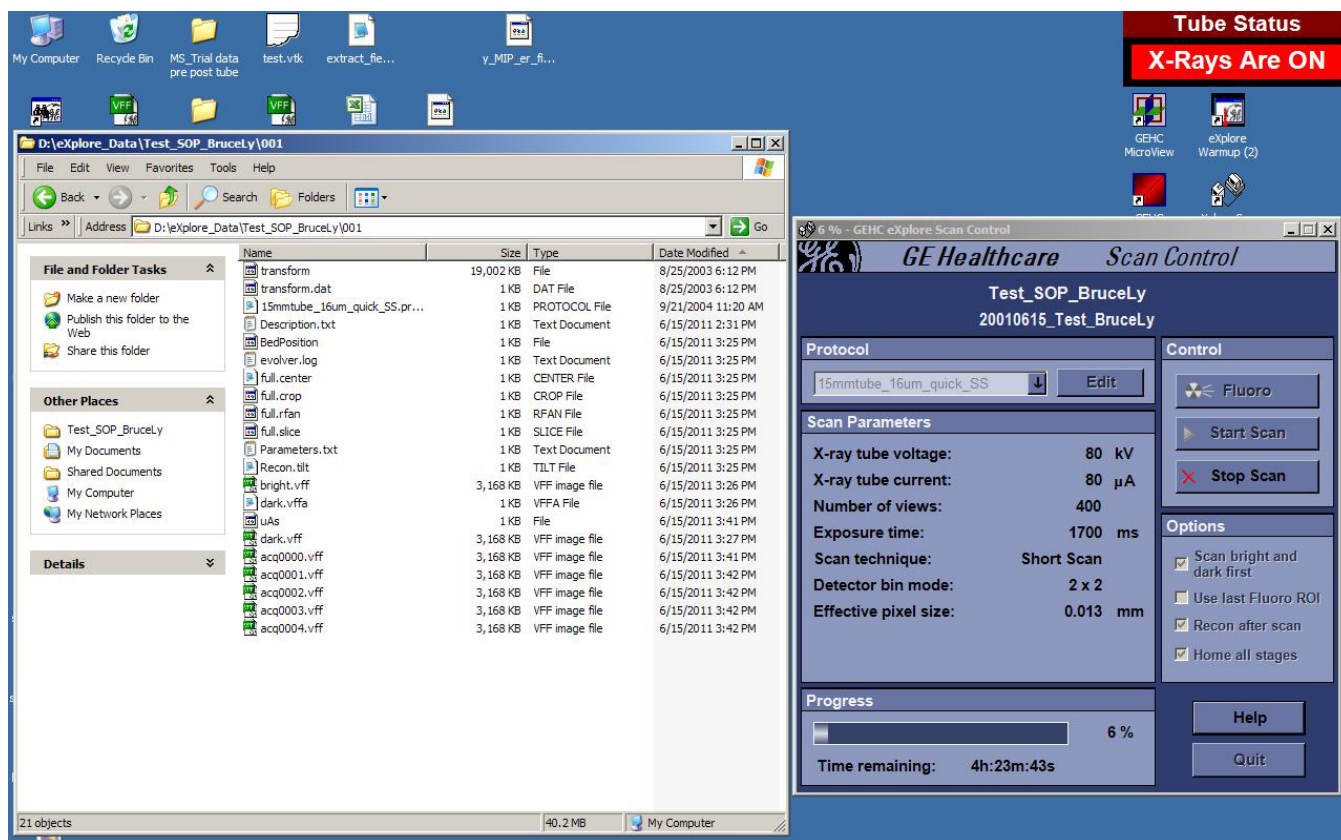 My Computer
Recycle Bin
MS_Trial data
pre post tube
test.vtk
extract_fie...
y_MIP_er_fi...
Tube Status
X-Rays Are ON
VFF
VFF
GEHC
MicroView
eXplore
Warmup (2)
D:\eXplore_Data\Test_SOP_BruceLy\001
File Edit View Favorites Tools Help
Back Search Folders
Links » Address D:\eXplore_Data\Test_SOP_BruceLy\001 Go
File and Folder Tasks
Make a new folder
Publish this folder to the
Web
Share this folder
Other Places
Test_SOP_BruceLy
My Documents
Shared Documents
My Computer
My Network Places
Details
Name Size Type Date Modified
transform 19,002 KB File 8/25/2003 6:12 PM
transform.dat 1 KB DAT File 8/25/2003 6:12 PM
15mmtube_16um_quick_SS.pr... 1 KB PROTOCOL File 9/21/2004 11:20 AM
Description.txt 1 KB Text Document 6/15/2011 2:31 PM
BedPosition 1 KB File 6/15/2011 3:25 PM
evolver.log 1 KB Text Document 6/15/2011 3:25 PM
full.center 1 KB CENTER File 6/15/2011 3:25 PM
full.crop 1 KB CROP File 6/15/2011 3:25 PM
full.rfan 1 KB RFAN File 6/15/2011 3:25 PM
full.slice 1 KB SLICE File 6/15/2011 3:25 PM
Parameters.txt 1 KB Text Document 6/15/2011 3:25 PM
Recon.tilt 1 KB TILT File 6/15/2011 3:25 PM
bright.vff 3,168 KB VFF image file 6/15/2011 3:26 PM
dark.vffa 1 KB VFFA File 6/15/2011 3:26 PM
uAs 1 KB File 6/15/2011 3:41 PM
dark.vff 3,168 KB VFF image file 6/15/2011 3:27 PM
acq0000.vff 3,168 KB VFF image file 6/15/2011 3:41 PM
acq0001.vff 3,168 KB VFF image file 6/15/2011 3:42 PM
acq0002.vff 3,168 KB VFF image file 6/15/2011 3:42 PM
acq0003.vff 3,168 KB VFF image file 6/15/2011 3:42 PM
acq0004.vff 3,168 KB VFF image file 6/15/2011 3:42 PM
21 objects 40.2 MB My Computer
6 % - GEHC eXplore Scan Control
GE Healthcare Scan Control
Test_SOP_BruceLy
20010615_Test_BruceLy
Protocol
15mmtube_16um_quick_SS Edit
Scan Parameters
X-ray tube voltage: 80 kV
X-ray tube current: 80 µA
Number of views: 400
Exposure time: 1700 ms
Scan technique: Short Scan
Detector bin mode: 2 x 2
Effective pixel size: 0.013 mm
Progress
6 %
Time remaining: 4h:23m:43s
Control
Fluoro
Start Scan
Stop Scan
Options
Scan bright and
dark first
Use last Fluoro ROI
Recon after scan
Home all stages
Help
Quit